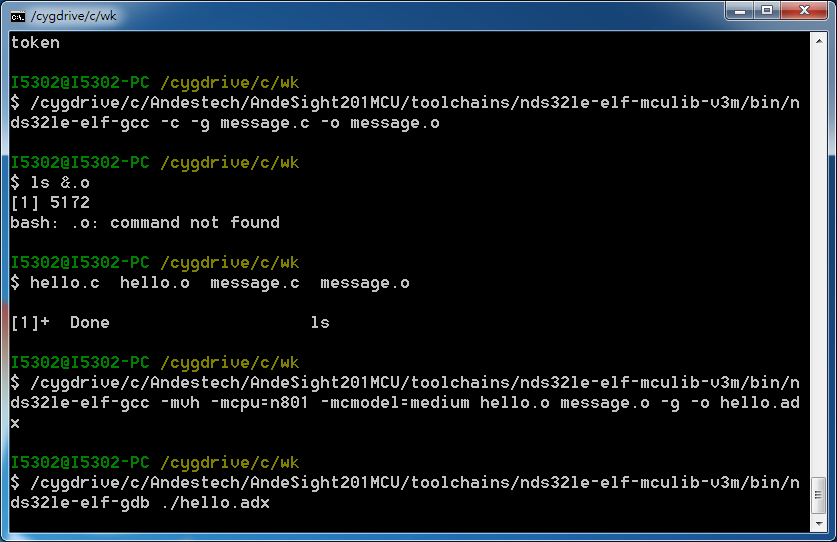 /cygdrive/c/wk
token
I5302@I5302-PC /cygdrive/c/wk
$ /cygdrive/c/Andestech/AndeSight201MCU/toolchains/nds32le-elf-mculib-v3m/bin/n
ds32le-elf-gcc -c -g message.c -o message.o
I5302@I5302-PC /cygdrive/c/wk
$ ls &.o
[1] 5172
bash: .o: command not found
I5302@I5302-PC /cygdrive/c/wk
$ hello.c  hello.o  message.c  message.o
[1]+  Done                    ls
I5302@I5302-PC /cygdrive/c/wk
$ /cygdrive/c/Andestech/AndeSight201MCU/toolchains/nds32le-elf-mculib-v3m/bin/n
ds32le-elf-gcc -mvh -mcpu=n801 -mcmodel=medium hello.o message.o -g -o hello.ad
x
I5302@I5302-PC /cygdrive/c/wk
$ /cygdrive/c/Andestech/AndeSight201MCU/toolchains/nds32le-elf-mculib-v3m/bin/n
ds32le-elf-gdb ./hello.adx